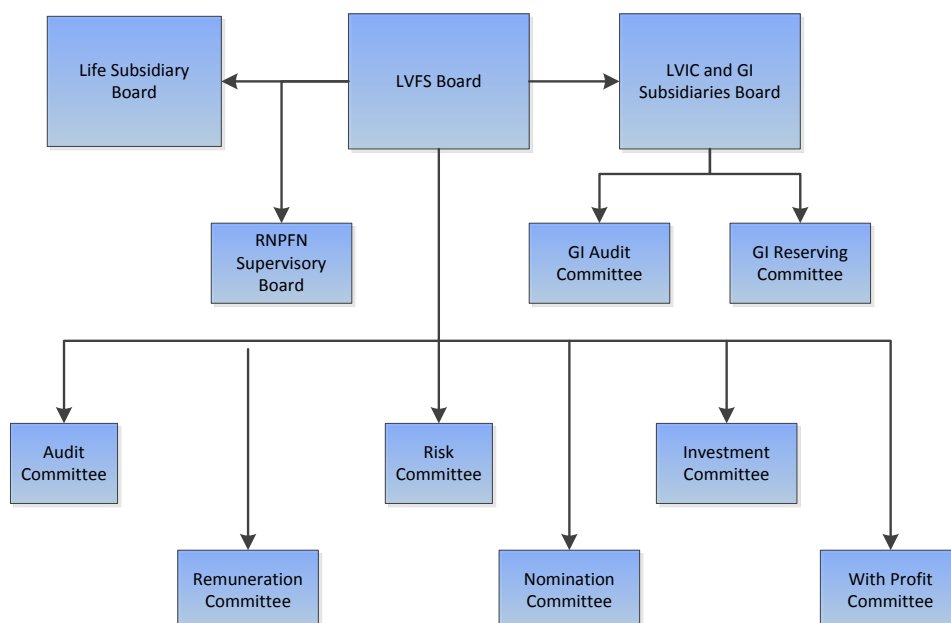 Life Subsidiary
Board
LVFS Board
LVIC and GI
Subsidiaries Board
RNPFN
Supervisory
Board
GI Audit
Committee
GI Reserving
Committee
Audit
Committee
Risk
Committee
Investment
Committee
Remuneration
Committee
Nomination
Committee
With Profit
Committee